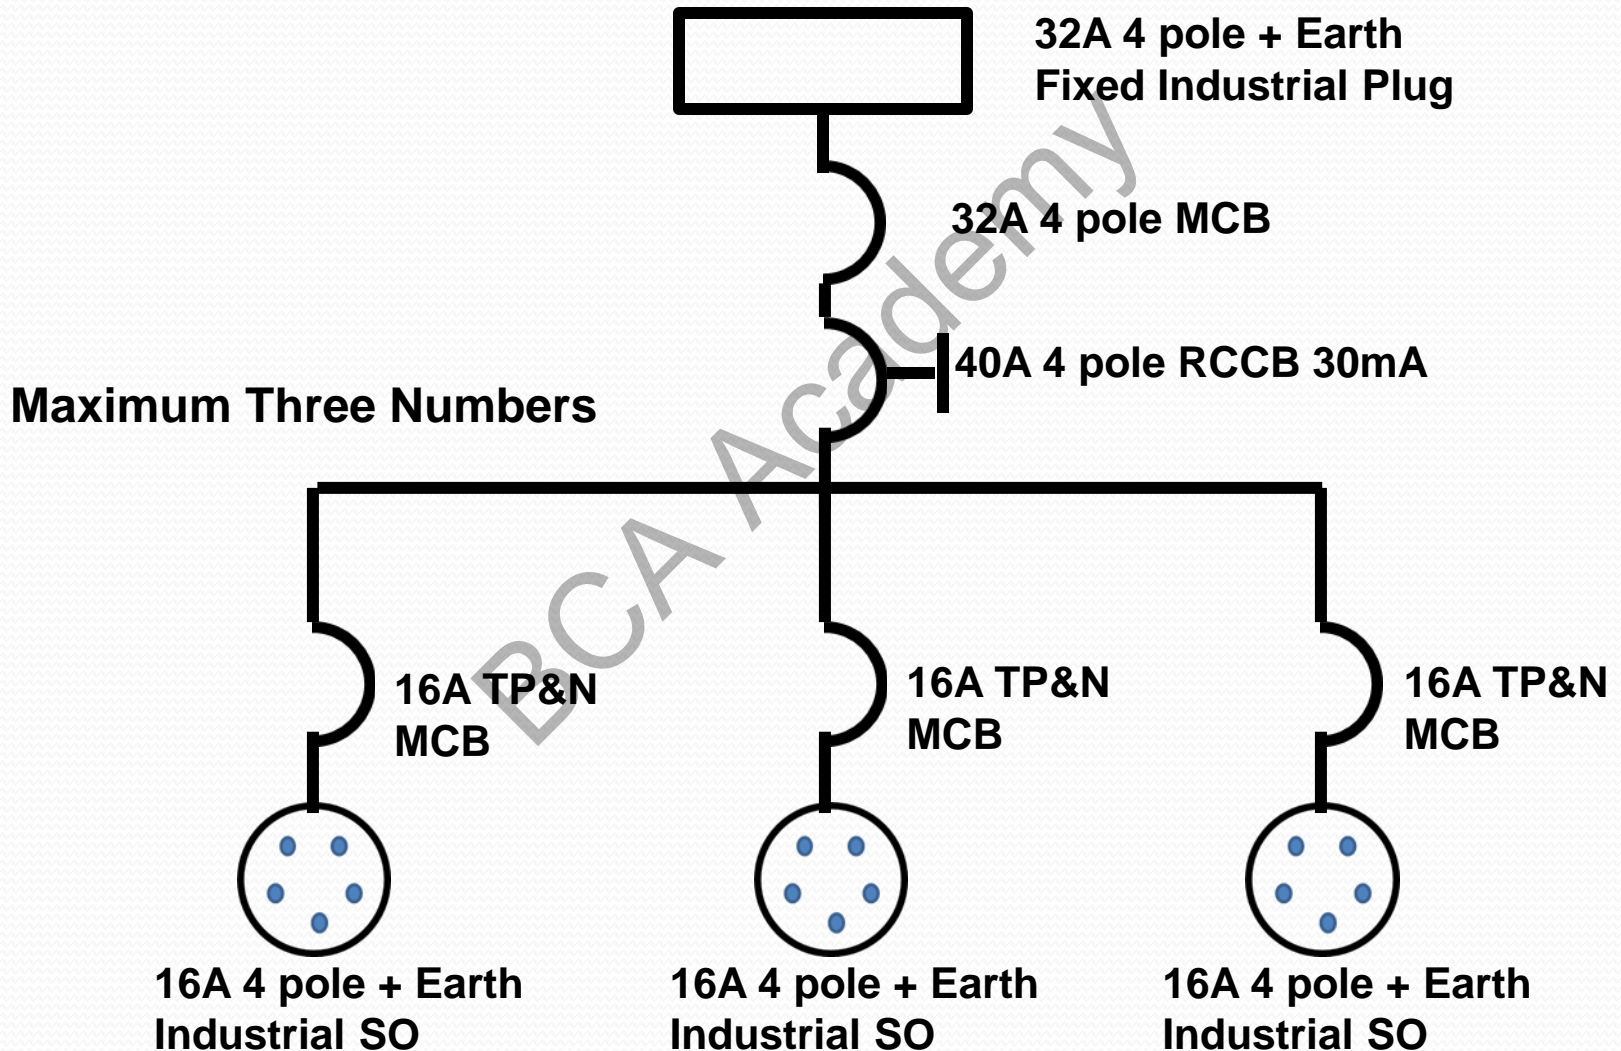 32A 4 pole + Earth
Fixed Industrial Plug
32A 4 pole MCB
40A 4 pole RCCB 30mA
Maximum Three Numbers
16A TP&N
MCB
16A TP&N
MCB
16A TP&N
MCB
16A 4 pole + Earth
Industrial SO
16A 4 pole + Earth
Industrial SO
16A 4 pole + Earth
Industrial SO
BCA Academy